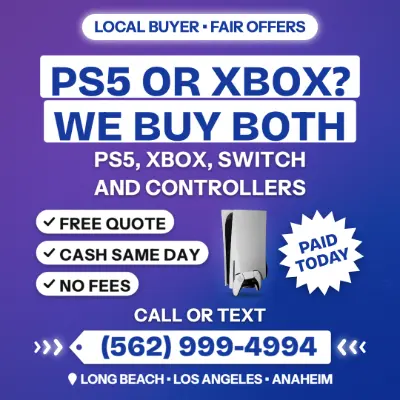 LOCAL BUYER • FAIR OFFERS
PS5 OR XBOX?
WE BUY BOTH
PS5, XBOX, SWITCH
AND CONTROLLERS
FREE QUOTE
CASH SAME DAY
NO FEES
PAID
TODAY
CALL OR TEXT
(562) 999-4994
LONG BEACH • LOS ANGELES • ANAHEIM